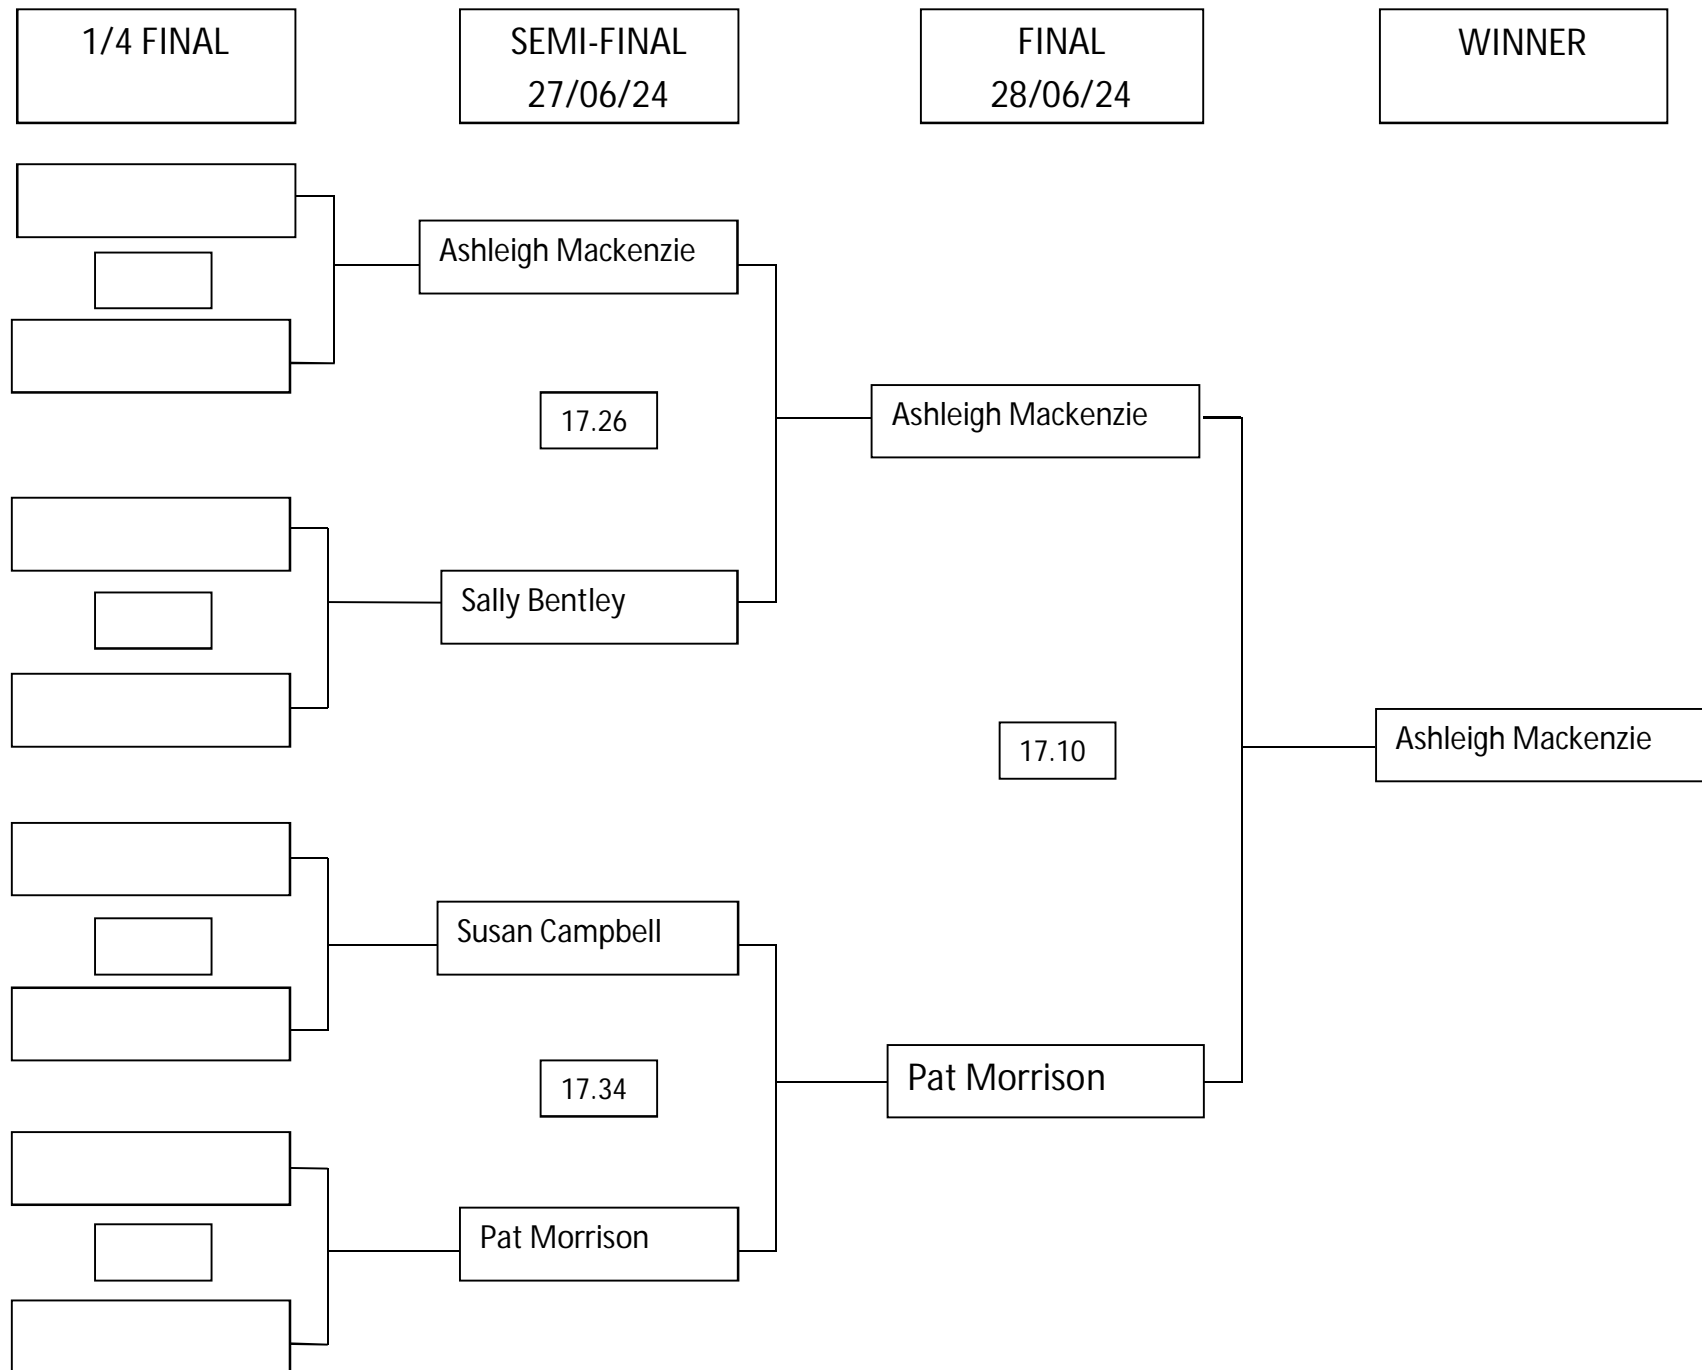 1/4 FINAL
SEMI-FINAL
27/06/24
FINAL
28/06/24
WINNER
Ashleigh Mackenzie
17.26
Ashleigh Mackenzie
Sally Bentley
17.10
Ashleigh Mackenzie
Susan Campbell
17.34
Pat Morrison
Pat Morrison